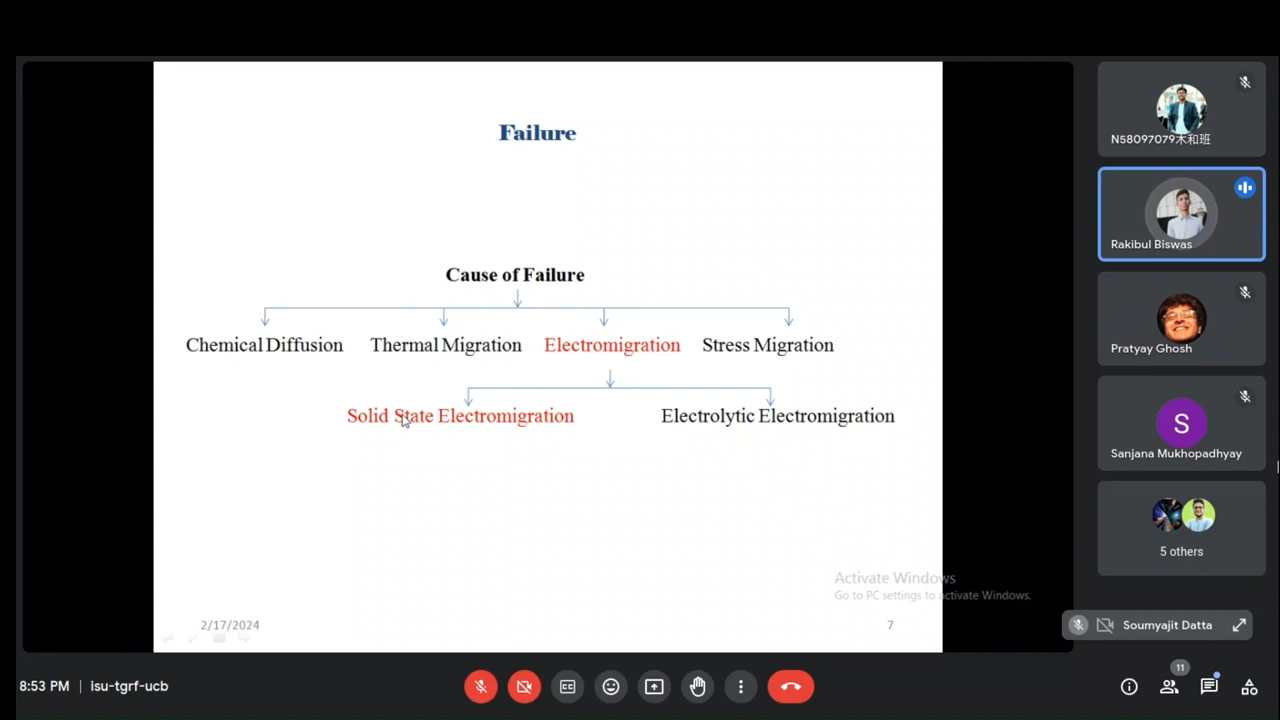 Failure
Cause of Failure
Chemical Diffusion
Thermal Migration
Electromigration
Stress Migration
Solid State Electromigration
Electrolytic Electromigration
Activate Windows
Go to PC settings to activate Windows.
2/17/2024
7
N58097079木和班
Rakibul Biswas
Pratyay Ghosh
S
Sanjana Mukhopadhyay
5 others
Soumyajit Datta
8:53 PM | isu-tgrf-ucb
CC
11